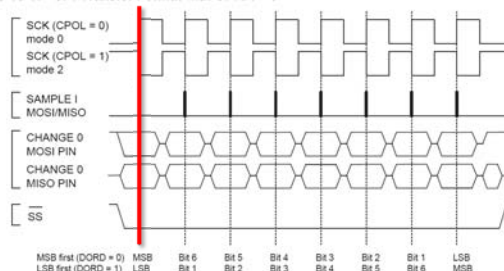 SCK (CPOL = 0)
mode 0
SCK (CPOL = 1)
mode 2
SAMPLE I
MOSI/MISO
CHANGE 0
MOSI PIN
CHANGE 0
MISO PIN
SS
MSB first (DORD = 0) MSB Bit 6 Bit 5 Bit 4 Bit 3 Bit 2 Bit 1 LSB
LSB first (DORD = 1) LSB Bit 1 Bit 2 Bit 3 Bit 4 Bit 5 Bit 6 MSB